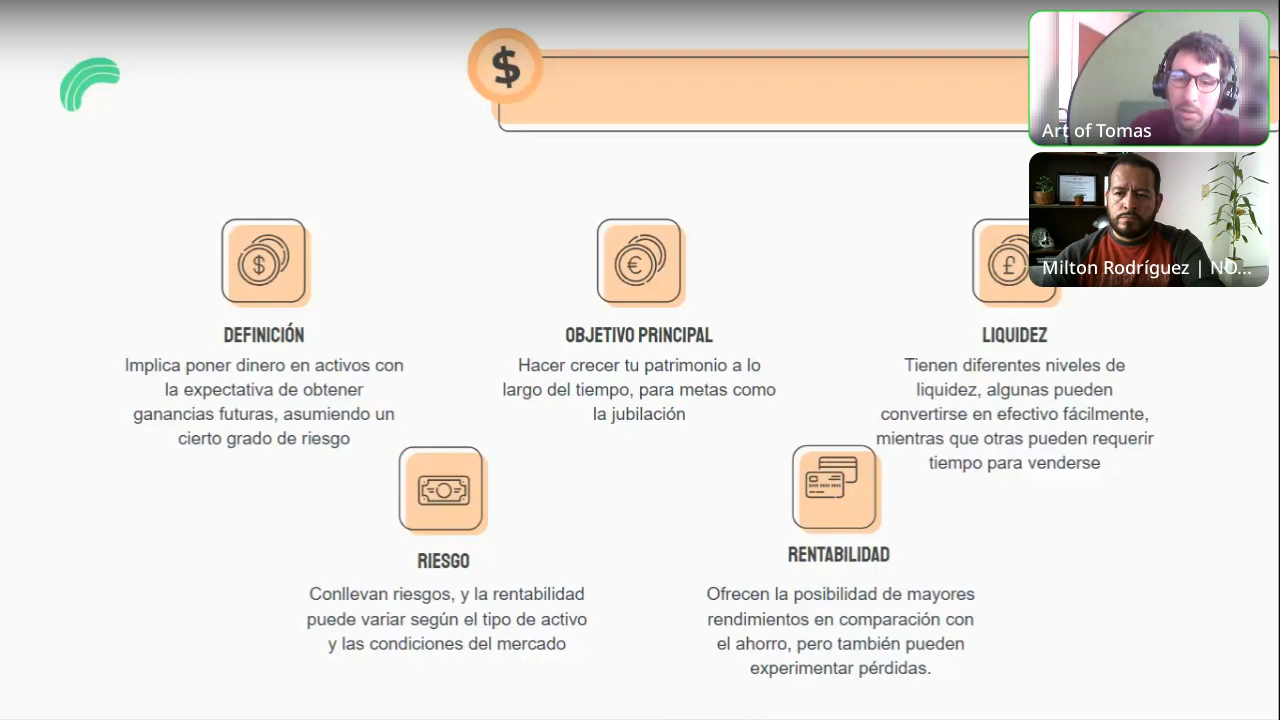 $
Art of Tomas
Milton Rodríguez | NO...
$
€
£
DEFINICIÓN
Implica poner dinero en activos con
la expectativa de obtener
ganancias futuras, asumiendo un
cierto grado de riesgo
OBJETIVO PRINCIPAL
Hacer crecer tu patrimonio a lo
largo del tiempo, para metas como
la jubilación
LIQUIDEZ
Tienen diferentes niveles de
liquidez, algunas pueden
convertirse en efectivo fácilmente,
mientras que otras pueden requerir
tiempo para venderse
RIESGO
Conllevan riesgos, y la rentabilidad
puede variar según el tipo de activo
y las condiciones del mercado
RENTABILIDAD
Ofrecen la posibilidad de mayores
rendimientos en comparación con
el ahorro, pero también pueden
experimentar pérdidas.